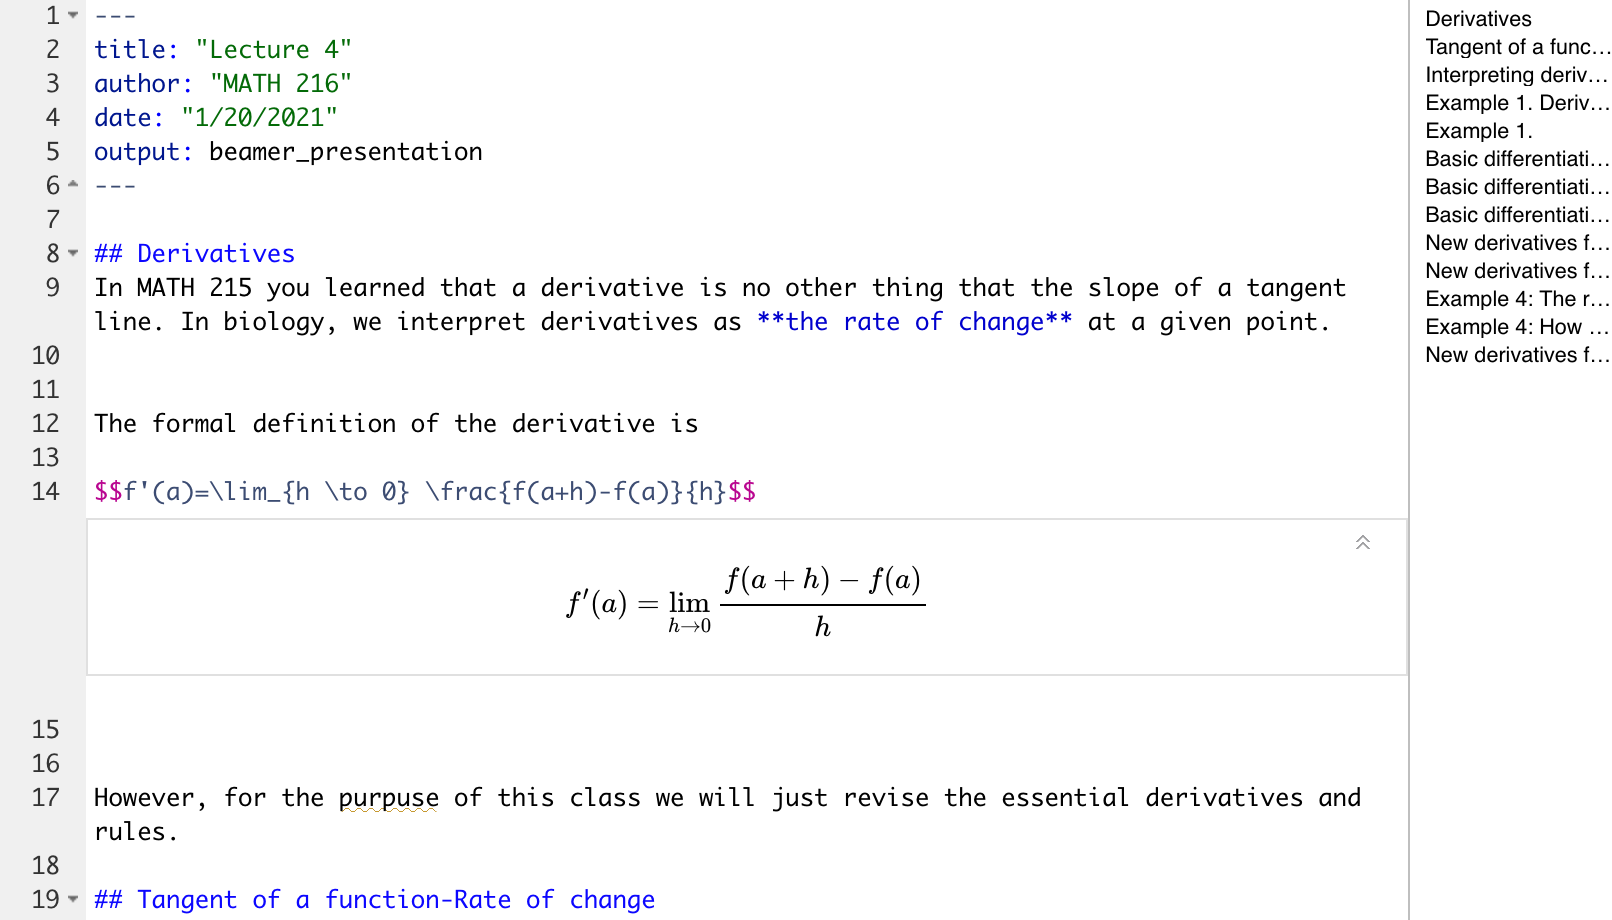 1 ---
2 title: "Lecture 4"
3 author: "MATH 216"
4 date: "1/20/2021"
5 output: beamer_presentation
6 ---
7
8 ## Derivatives
9 In MATH 215 you learned that a derivative is no other thing that the slope of a tangent
line. In biology, we interpret derivatives as **the rate of change** at a given point.
10
11
12 The formal definition of the derivative is
13
14 $$f'(a)=\lim_{h \to 0} \frac{f(a+h)-f(a)}{h}$$
f′(a) = lim h→0 f(a + h) − f(a) / h
15
16
17 However, for the purpuse of this class we will just revise the essential derivatives and
rules.
18
19 ## Tangent of a function-Rate of change
Derivatives
Tangent of a func...
Interpreting deriv...
Example 1. Deriv...
Example 1.
Basic differentiati...
Basic differentiati...
Basic differentiati...
New derivatives f...
New derivatives f...
Example 4: The r...
Example 4: How ...
New derivatives f...